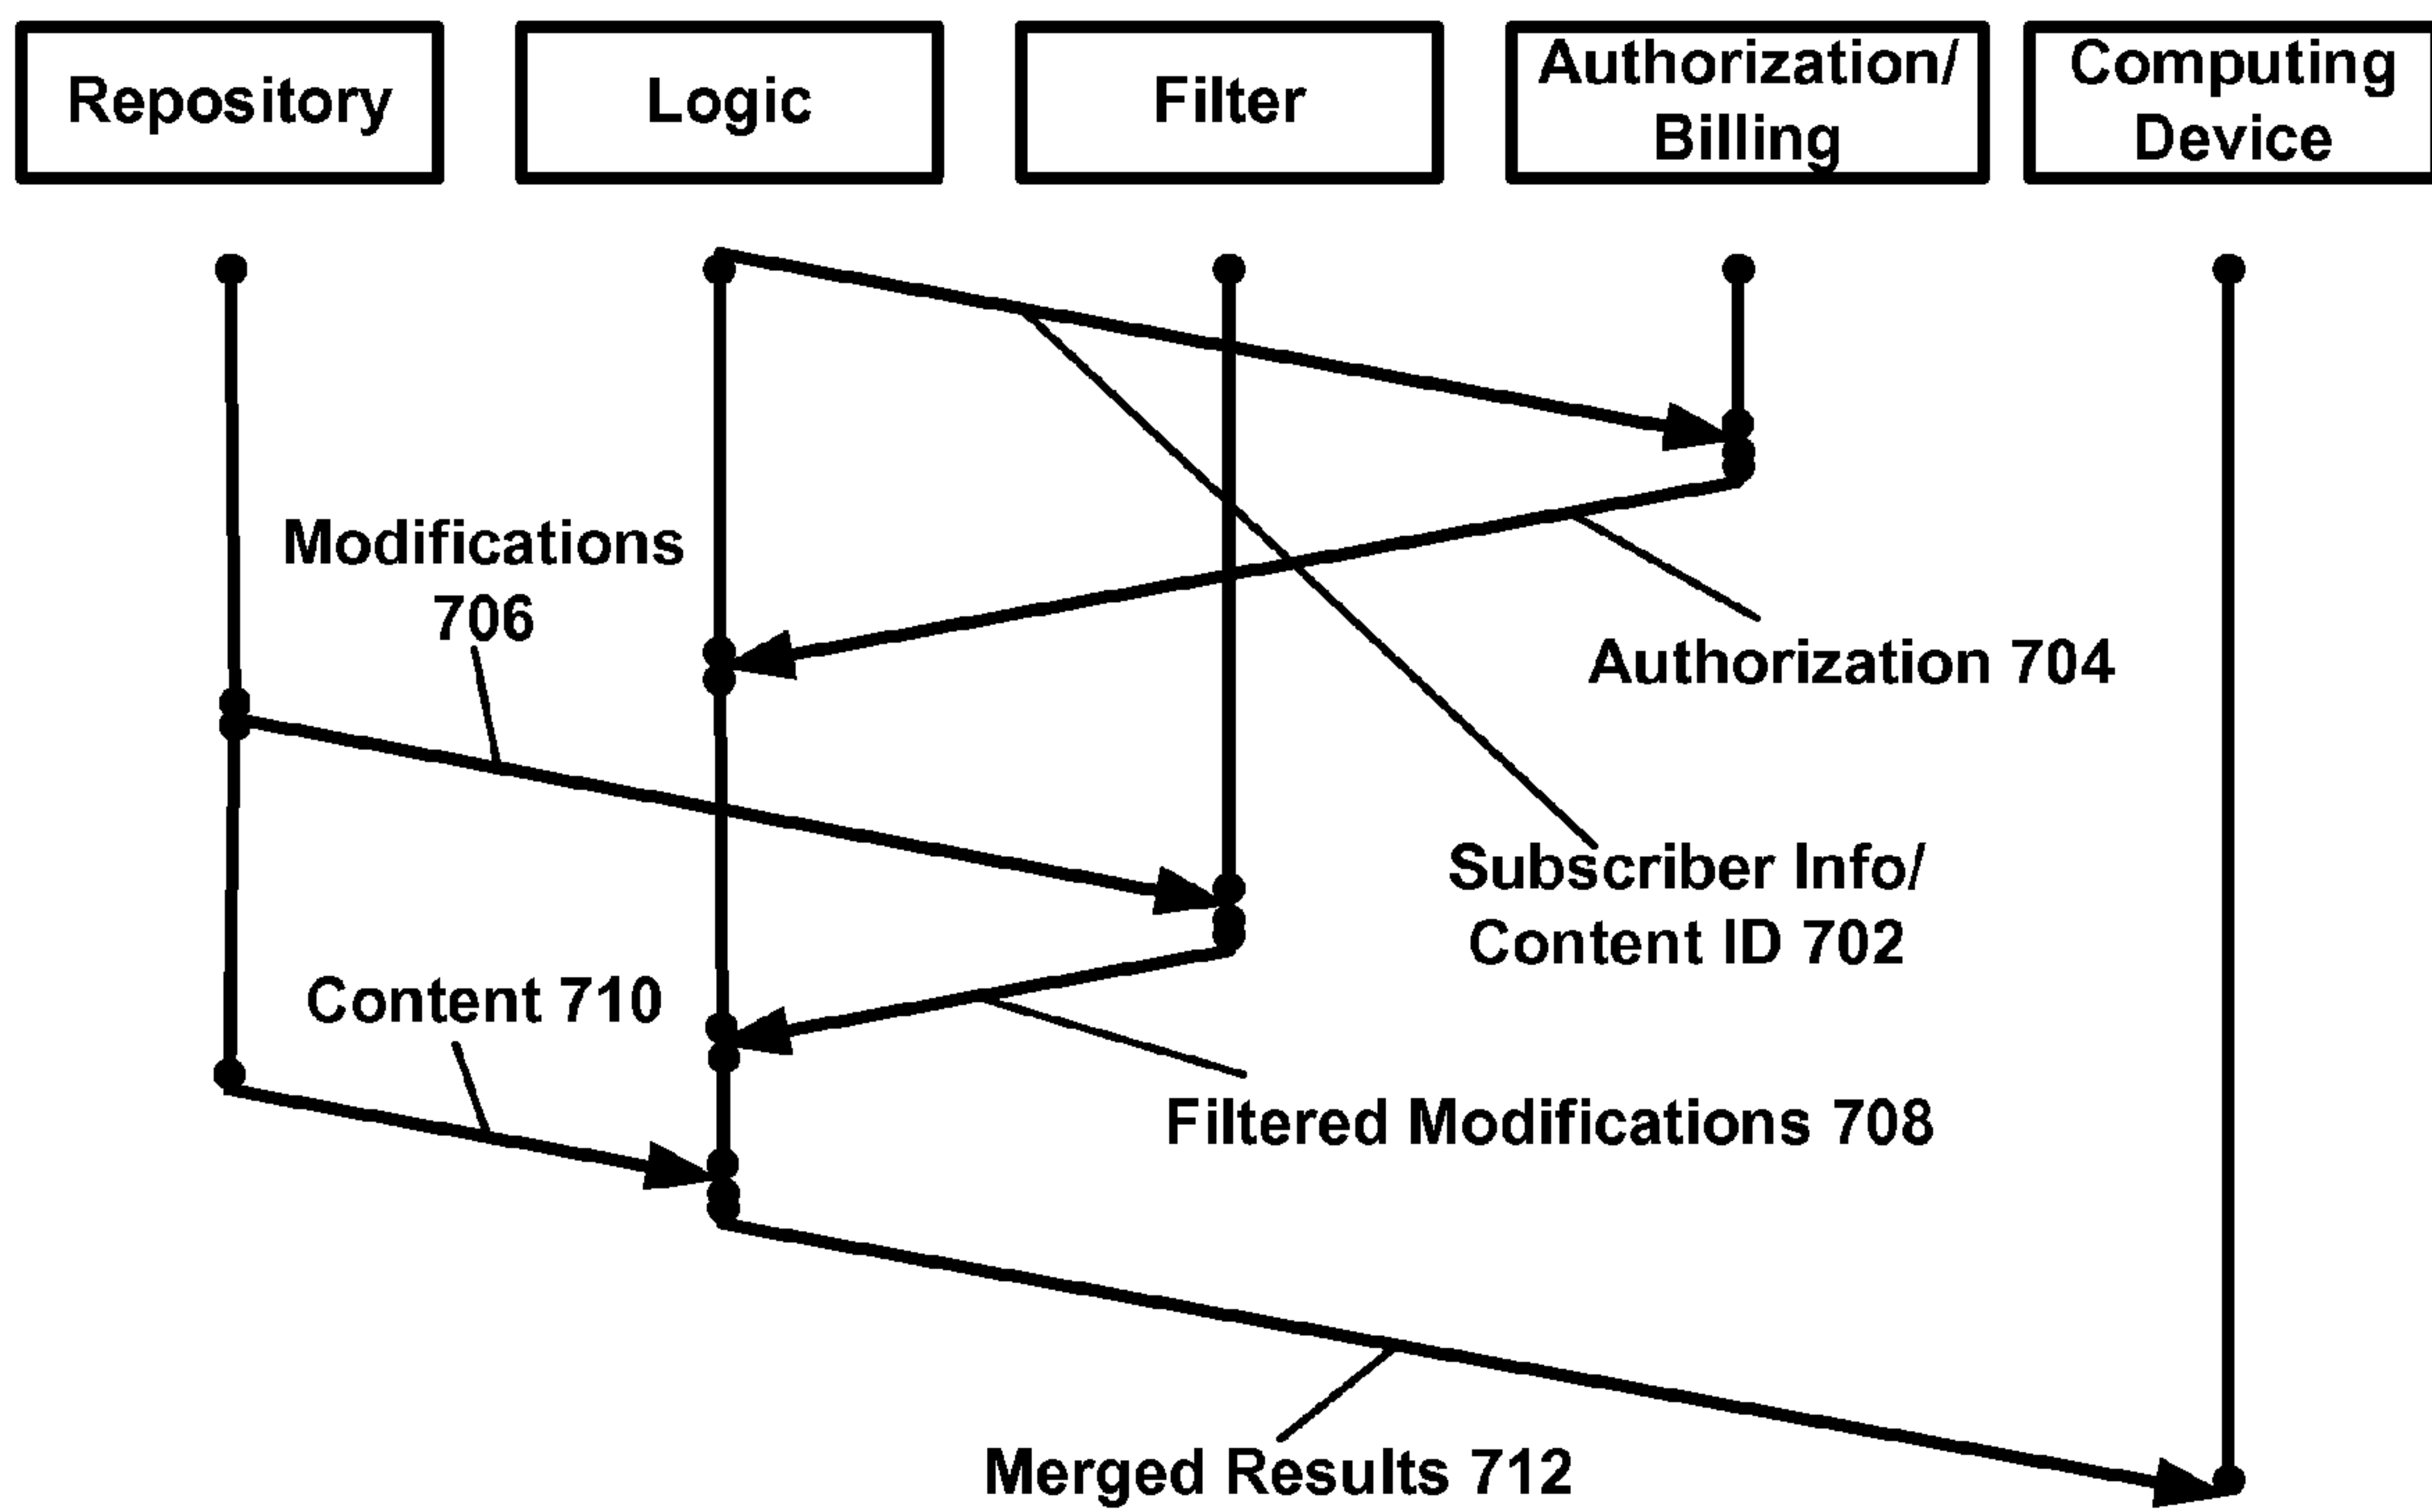 Repository
Logic
Filter
Authorization/
Billing
Computing
Device
Modifications
706
Authorization 704
Subscriber Info/
Content ID 702
Content 710
Filtered Modifications 708
Merged Results 712